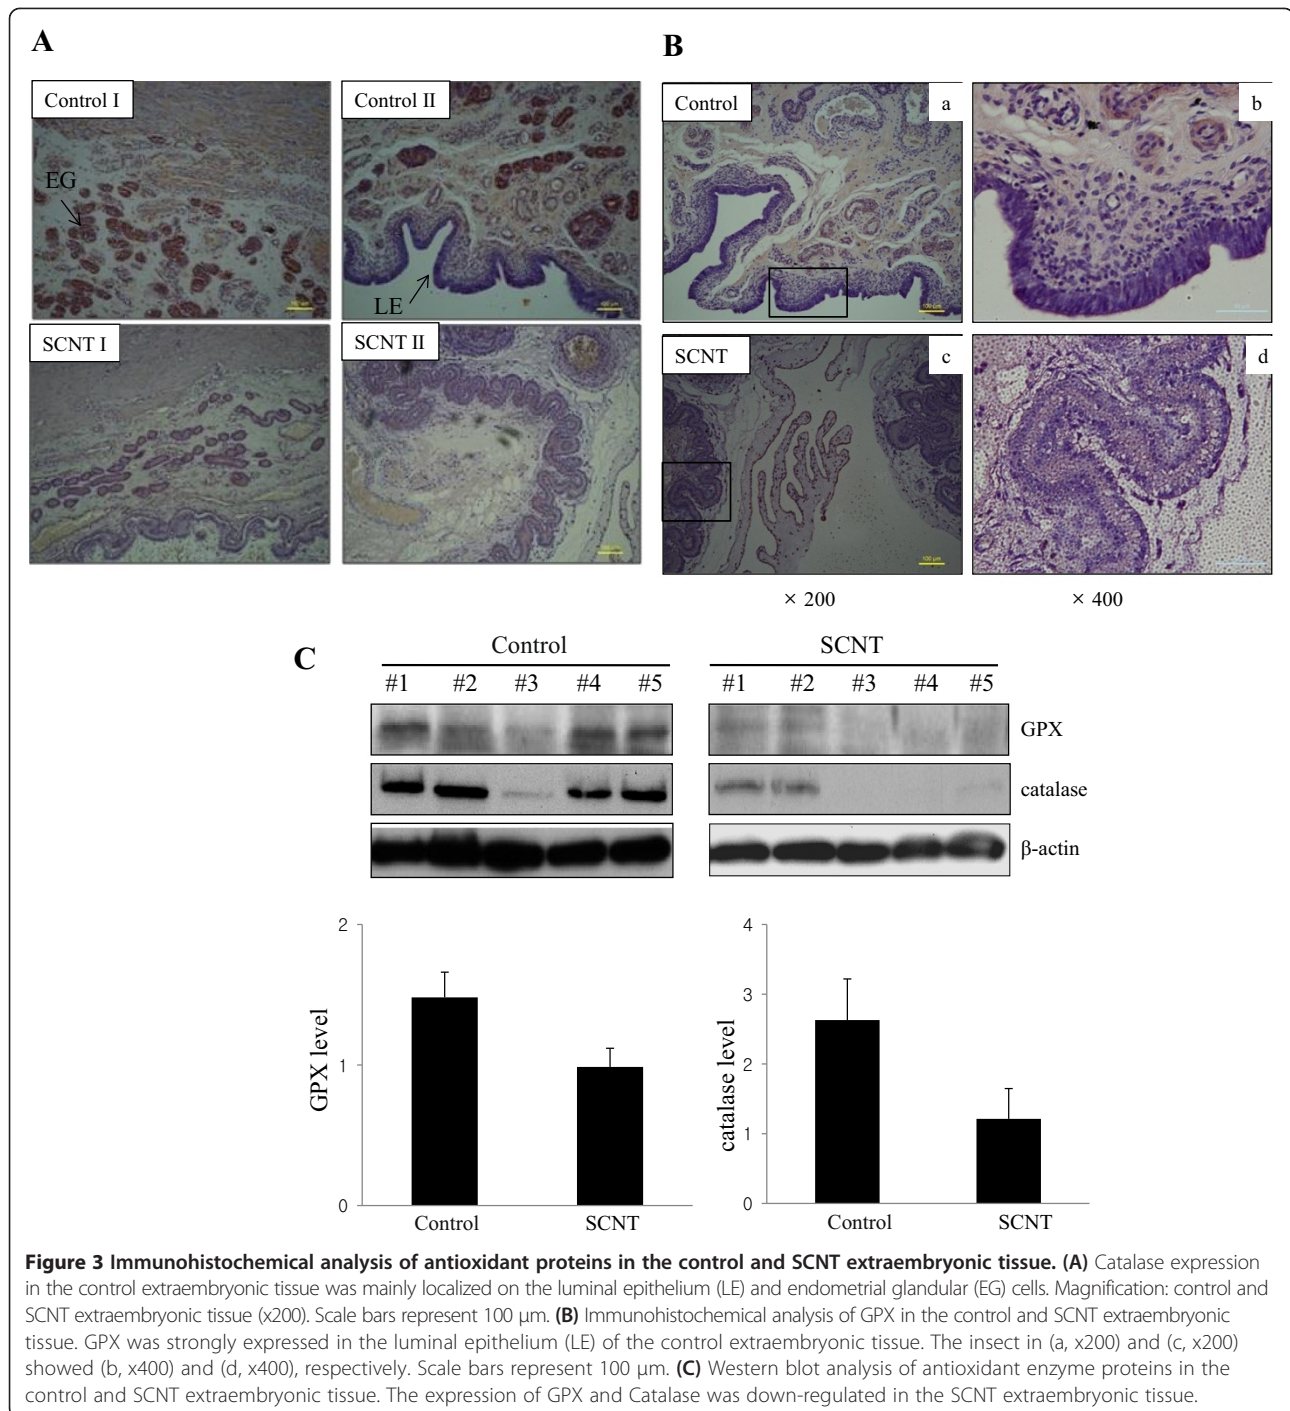 A
B
Control I
Control II
EG
LE
SCNT I
SCNT II
Control
a
b
SCNT
c
d
× 200
× 400
C
Control
SCNT
#1 #2 #3 #4 #5
#1 #2 #3 #4 #5
GPX
catalase
β-actin
2
1
0
GPX level
Control
SCNT
4
3
2
1
0
catalase level
Control
SCNT
100 µm
Figure 3 Immunohistochemical analysis of antioxidant proteins in the control and SCNT extraembryonic tissue. (A) Catalase expression
in the control extraembryonic tissue was mainly localized on the luminal epithelium (LE) and endometrial glandular (EG) cells. Magnification: control and
SCNT extraembryonic tissue (x200). Scale bars represent 100 μm. (B) Immunohistochemical analysis of GPX in the control and SCNT extraembryonic
tissue. GPX was strongly expressed in the luminal epithelium (LE) of the control extraembryonic tissue. The insect in (a, x200) and (c, x200)
showed (b, x400) and (d, x400), respectively. Scale bars represent 100 μm. (C) Western blot analysis of antioxidant enzyme proteins in the
control and SCNT extraembryonic tissue. The expression of GPX and Catalase was down-regulated in the SCNT extraembryonic tissue.